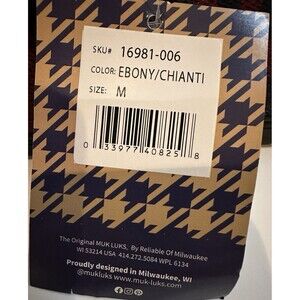 SKU# 16981-006
COLOR: EBONY/CHIANTI
SIZE: M
0 33977 40825 8
The Original MUK LUKS, By Reliable Of Milwaukee
WI 53214 USA 414.272.5084 WPL 6134
Proudly designed in Milwaukee, WI
@mukluks www.muk-luks.com